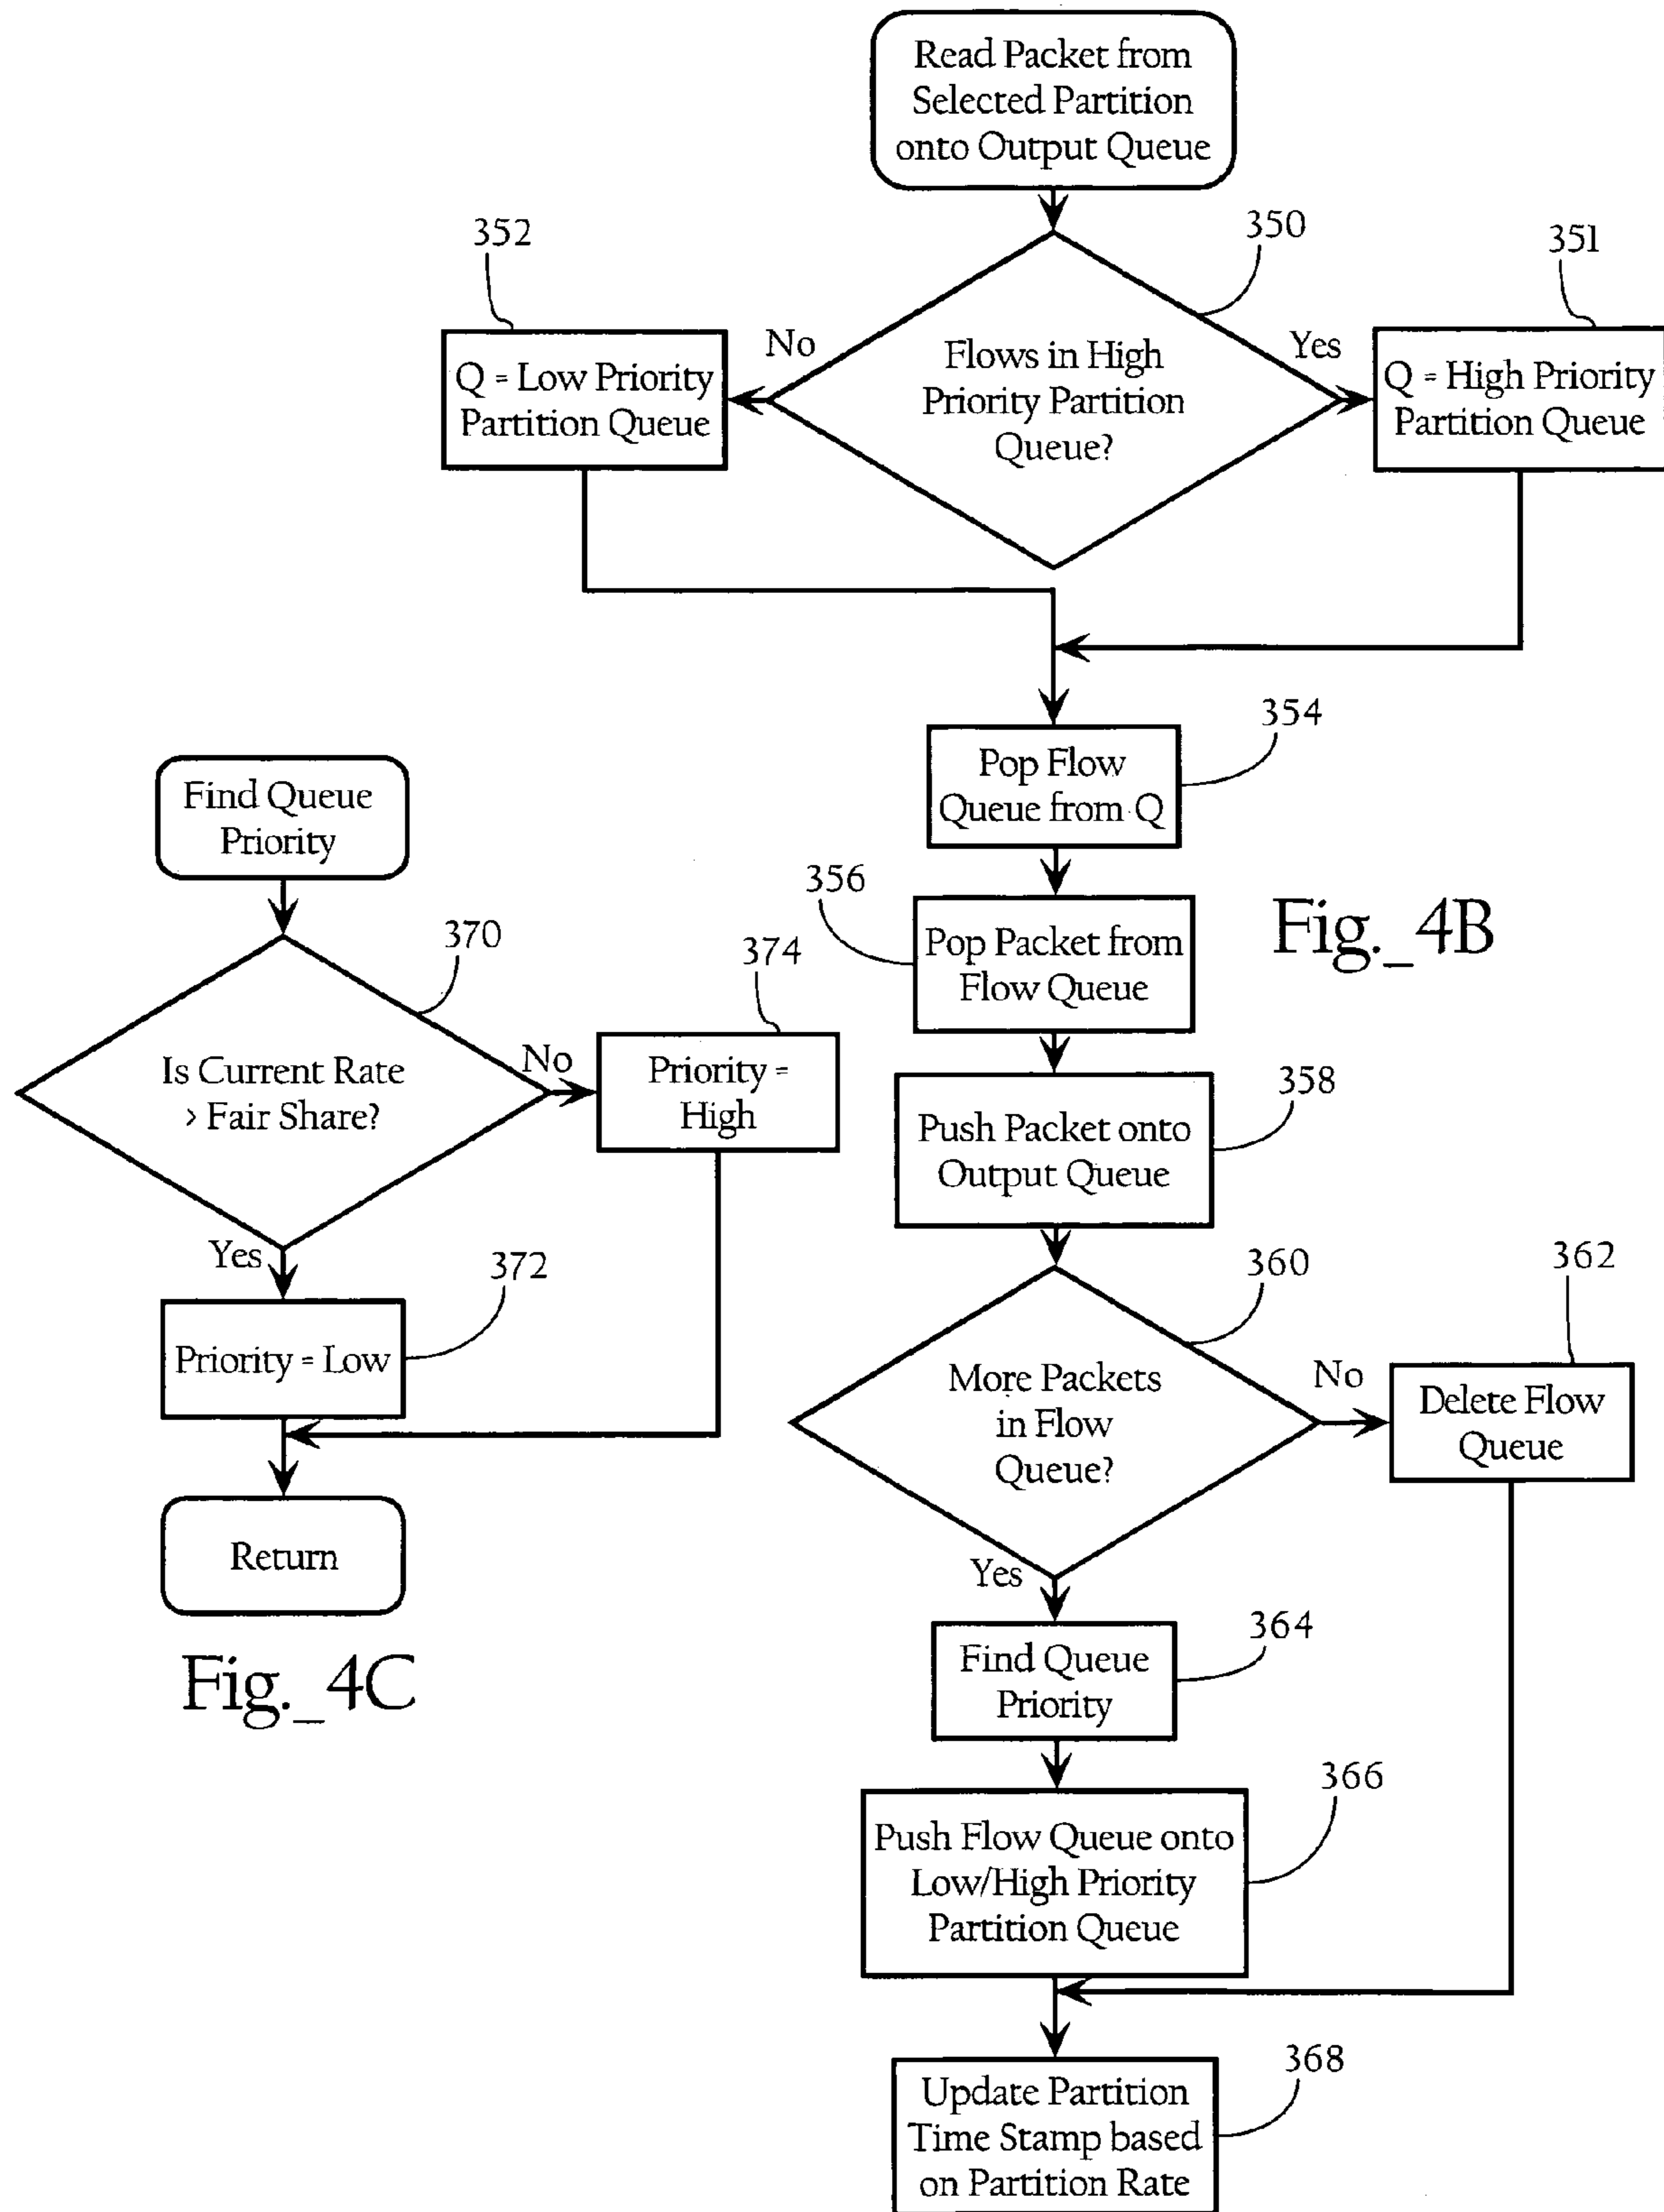 Read Packet from
Selected Partition
onto Output Queue
352
350
351
No
Flows in High
Priority Partition
Queue?
Yes
Q = Low Priority
Partition Queue
Q = High Priority
Partition Queue
354
Pop Flow
Queue from Q
356
Pop Packet from
Flow Queue
Fig._4B
358
Push Packet onto
Output Queue
360
362
More Packets
in Flow
Queue?
No
Delete Flow
Queue
Yes
364
Find Queue
Priority
366
Push Flow Queue onto
Low/High Priority
Partition Queue
368
Update Partition
Time Stamp based
on Partition Rate
Find Queue
Priority
370
374
Is Current Rate
> Fair Share?
No
Priority =
High
Yes
372
Priority = Low
Return
Fig._4C